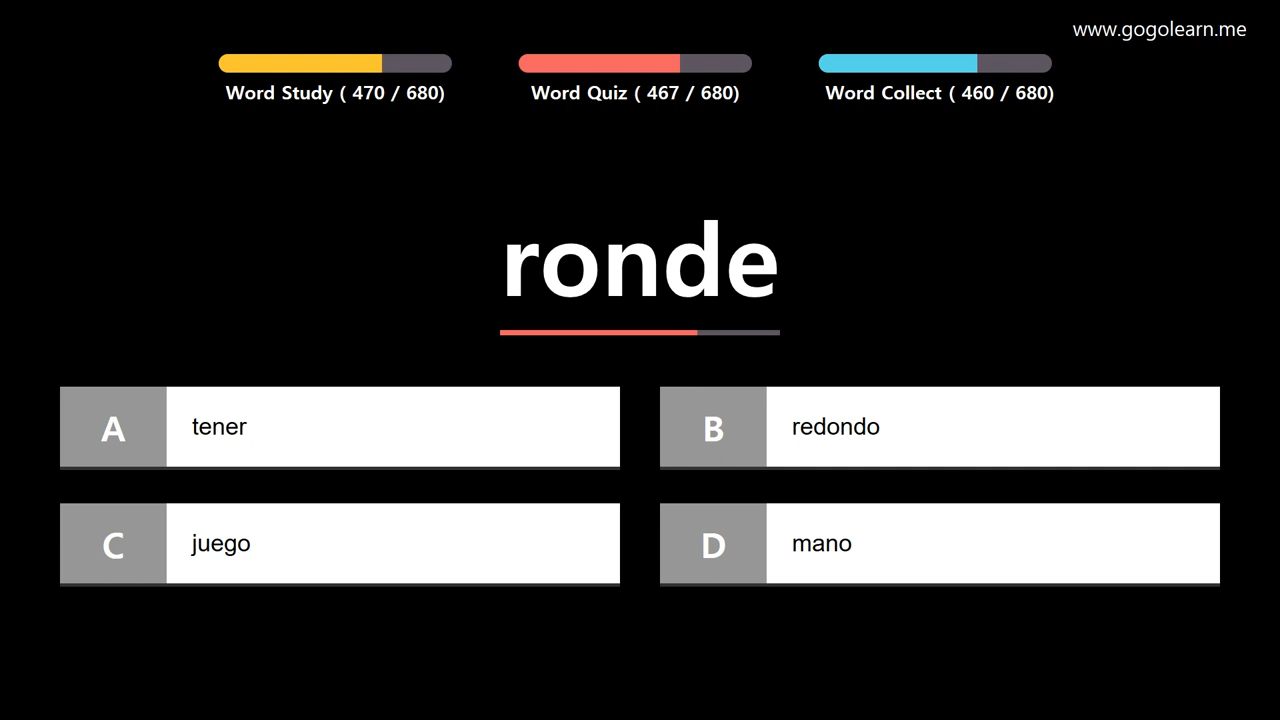 www.gogolearn.me
Word Study ( 470 / 680)
Word Quiz ( 467 / 680)
Word Collect ( 460 / 680)
ronde
A tener
B redondo
C juego
D mano